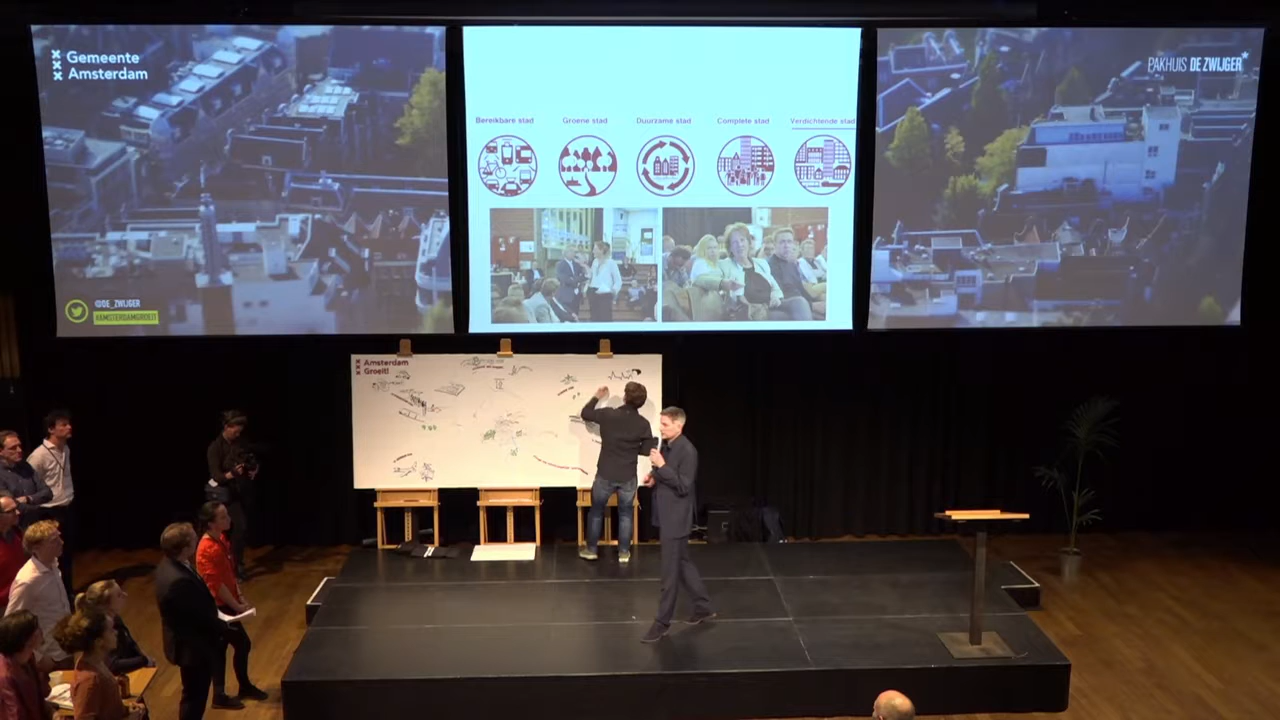 Gemeente
Amsterdam
@DE_ZWIJGER
#AMSTERDAMGROEIT
Bereikbare stad
Groene stad
Duurzame stad
Complete stad
Verdichtende stad
PAKHUIS DE ZWIJGER
Amsterdam
Groeit!